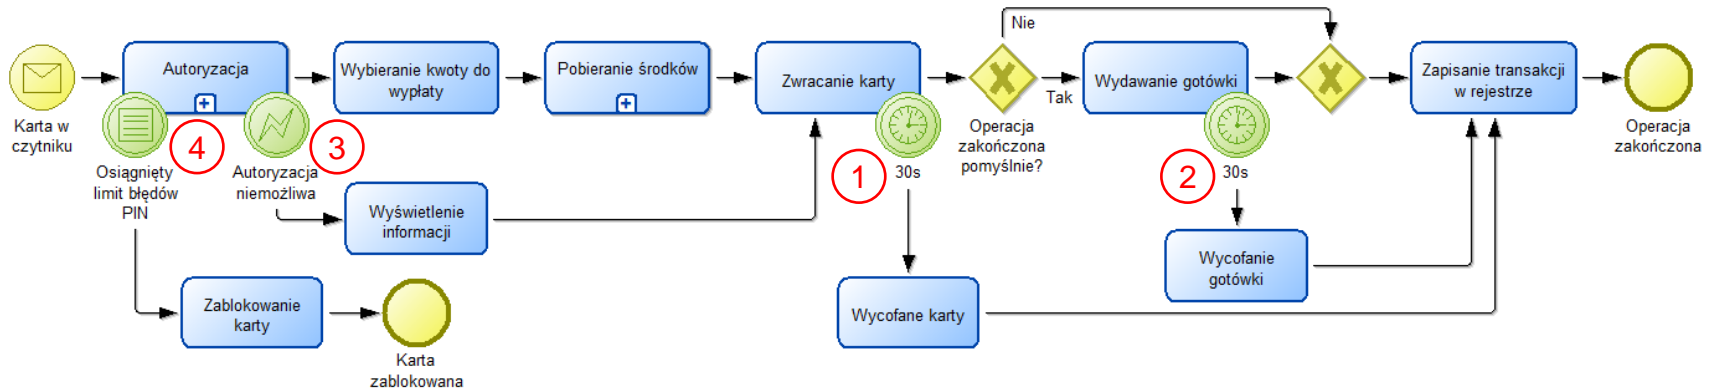 Karta w
czytniku
Autoryzacja
4
Osiągnięty
limit błędów
PIN
3
Autoryzacja
niemożliwa
Wybieranie kwoty do
wypłaty
Pobieranie środków
Zwracanie karty
1
30s
Operacja
zakończona
pomyślnie?
Nie
Tak
Wydawanie gotówki
2
30s
Zapisanie transakcji
w rejestrze
Operacja
zakończona
Wyświetlenie
informacji
Wycofanie
gotówki
Zablokowanie
karty
Karta
zablokowana
Wycofane karty